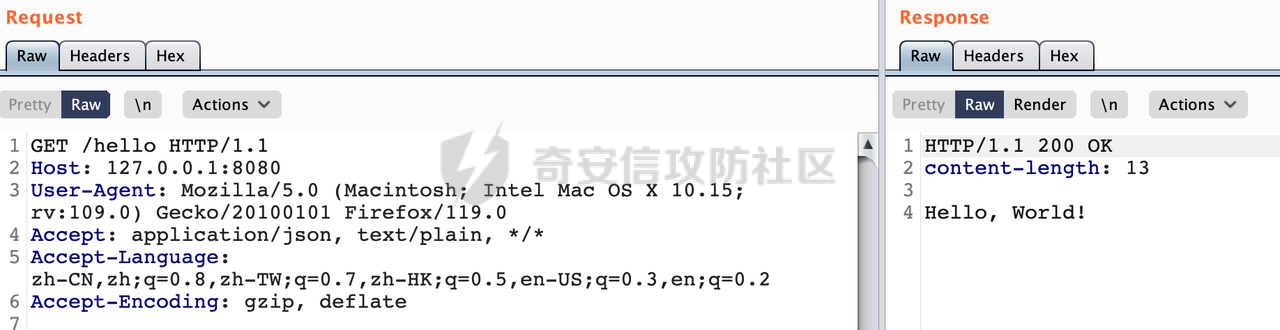 Request
Raw Headers Hex
Pretty Raw \n Actions
1 GET /hello HTTP/1.1
2 Host: 127.0.0.1:8080
3 User-Agent: Mozilla/5.0 (Macintosh; Intel Mac OS X 10.15;
rv:109.0) Gecko/20100101 Firefox/119.0
4 Accept: application/json, text/plain, */*
5 Accept-Language:
zh-CN,zh;q=0.8,zh-TW;q=0.7,zh-HK;q=0.5,en-US;q=0.3,en;q=0.2
6 Accept-Encoding: gzip, deflate
7
Response
Raw Headers Hex
Pretty Raw Render \n Actions
1 HTTP/1.1 200 OK
2 content-length: 13
3
4 Hello, World!
奇安信攻防社区